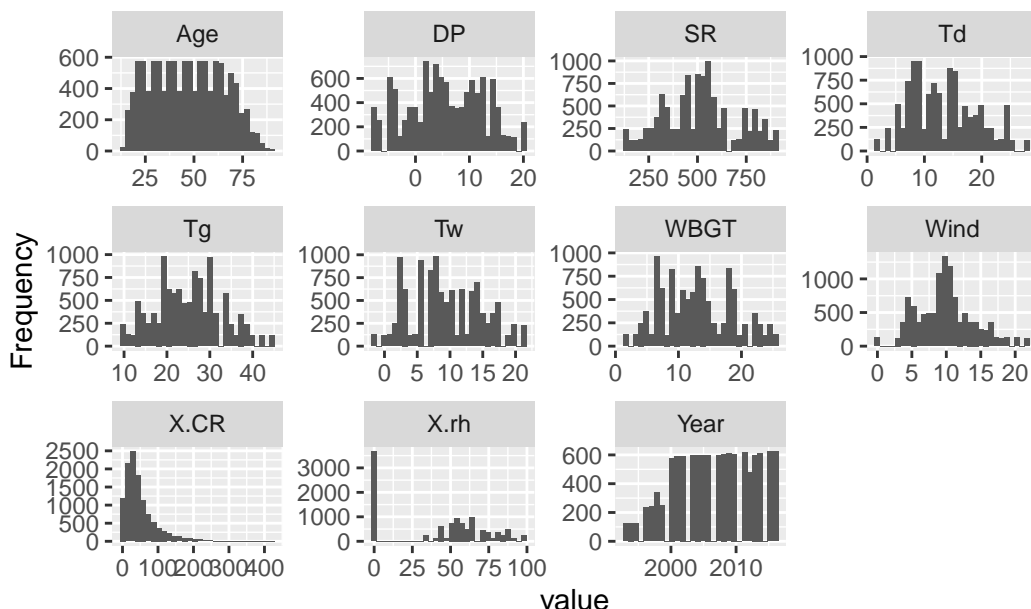 Age DP SR Td
600 400 200 0
25 50 75
600 400 200 0
0 10 20
1000 750 500 250 0
250 500 750
1000 750 500 250 0
0 10 20
Tg Tw WBGT Wind
1000 750 500 250 0
10 20 30 40
1000 750 500 250 0
0 5 10 15 20
1000 750 500 250 0
0 10 20
1000 500 0
0 5 10 15 20
Frequency
X.CR X.rh Year
2500 2000 1500 1000 500 0
0 100 200 300 400
3000 2000 1000 0
0 25 50 75 100
600 400 200 0
2000 2010
value